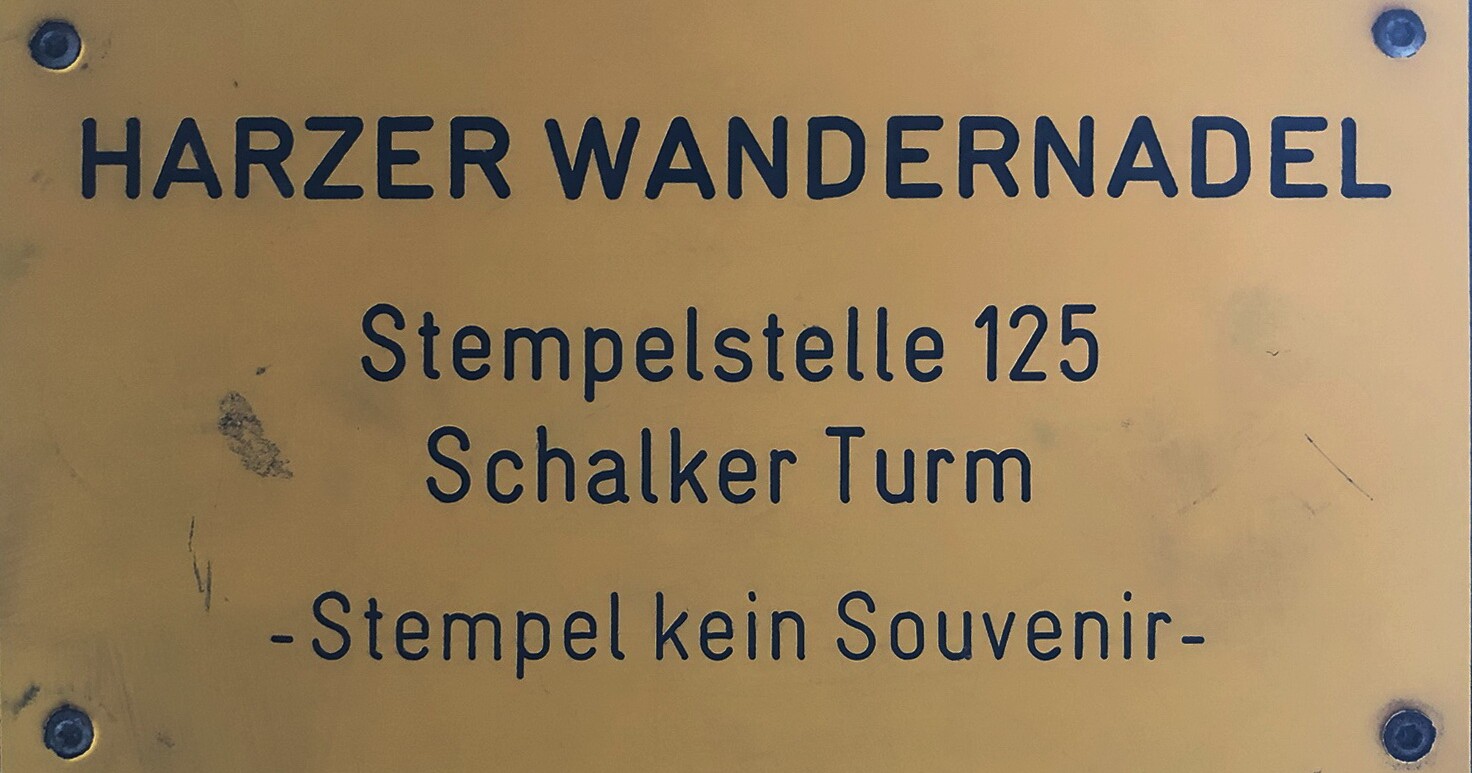 HARZER WANDERNADEL
Stempelstelle 125
Schalker Turm
-Stempel kein Souvenir-